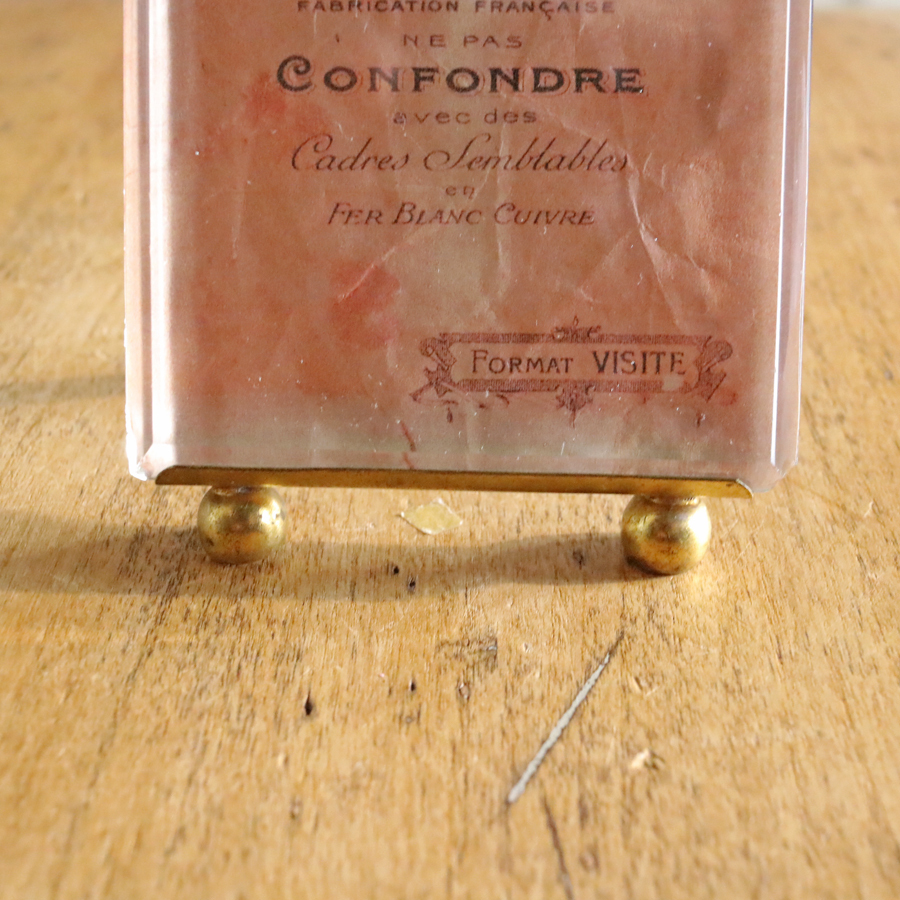 FABRICATION FRANÇAISE
NE PAS
CONFONDRE
avec des
Cadres Semblables
en
FER BLANC CUIVRE
FORMAT VISITE